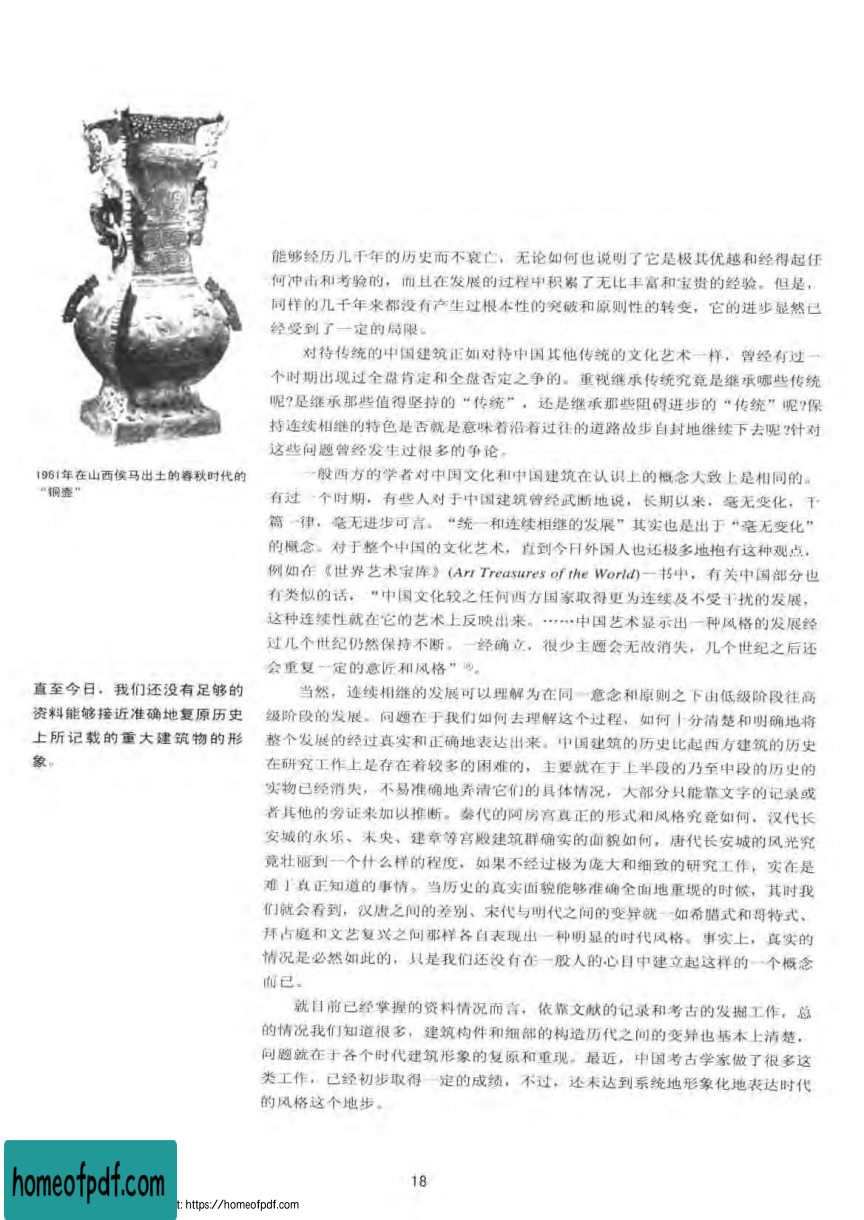 能够经历几千年的历史而不衰亡，无论如何也说明了它是极其优越和经得起任
何冲击和考验的，而且在发展的过程中积累了无比丰富和宝贵的经验。但是，
同样的几千年来都没有产生过根本性的突破和原则性的转变，它的进步显然已
经受到了一定的局限。
对待传统的中国建筑正如对待中国其他传统的文化艺术一样，曾经有过一
个时期出现过全盘肯定和全盘否定之争的。重视继承传统究竟是继承哪些传统
呢?是继承那些值得坚持的“传统”，还是继承那些阻碍进步的“传统”呢?保
持连续相继的特色是否就是意味着沿着过往的道路故步自封地继续下去呢?针对
这些问题曾经发生过很多的争论。
一般西方的学者对中国文化和中国建筑在认识上的概念大致上是相同的。
有过一个时期，有些人对于中国建筑曾经武断地说，长期以来，毫无变化，千
篇一律，毫无进步可言。“统一和连续相继的发展”其实也是出于“毫无变化”
的概念。对于整个中国的文化艺术，直到今日外国人也还极多地抱有这种观点，
例如在《世界艺术宝库》(Art Treasures of the World)一书中，有关中国部分也
有类似的话，“中国文化较之任何西方国家取得更为连续及不受干扰的发展，
这种连续性就在它的艺术上反映出来。……中国艺术显示出一种风格的发展经
过几个世纪仍然保持不断。一经确立，很少主题会无故消失，几个世纪之后还
会重复一定的意匠和风格”。
当然，连续相继的发展可以理解为在同一意念和原则之下由低级阶段往高
级阶段的发展。问题在于我们如何去理解这个过程，如何十分清楚和明确地将
整个发展的经过真实和正确地表达出来。中国建筑的历史比起西方建筑的历史
在研究工作上是存在着较多的困难的，主要就在于上半段的乃至中段的历史的
实物已经消失，不易准确地弄清它们的具体情况，大部分只能靠文字的记录或
者其他的旁证来加以推断。秦代的阿房宫真正的形式和风格究竟如何，汉代长
安城的永乐、未央、建章等宫殿建筑群确实的面貌如何，唐代长安城的风光究
竟壮丽到一个什么样的程度，如果不经过极为庞大和细致的研究工作，实在是
难于真正知道的事情。当历史的真实面貌能够准确全面地重现的时候，其时我
们就会看到，汉唐之间的差别、宋代与明代之间的变异就一如希腊式和哥特式、
拜占庭和文艺复兴之间那样各自表现出一种明显的时代风格。事实上，真实的
情况是必然如此的，只是我们还没有在一般人的心目中建立起这样的一个概念
而已。
就目前已经掌握的资料情况而言，依靠文献的记录和考古的发掘工作，总
的情况我们知道很多，建筑构件和细部的构造历代之间的变异也基本上清楚，
问题就在于各个时代建筑形象的复原和重现。最近，中国考古学家做了很多这
类工作，已经初步取得一定的成绩，不过，还未达到系统地形象化地表达时代
的风格这个地步。
1961年在山西侯马出土的春秋时代的
“铜壶”
直至今日，我们还没有足够的
资料能够接近准确地复原历史
上所记载的重大建筑物的形
象。
18
homeofpdf.com
t: https://homeofpdf.com